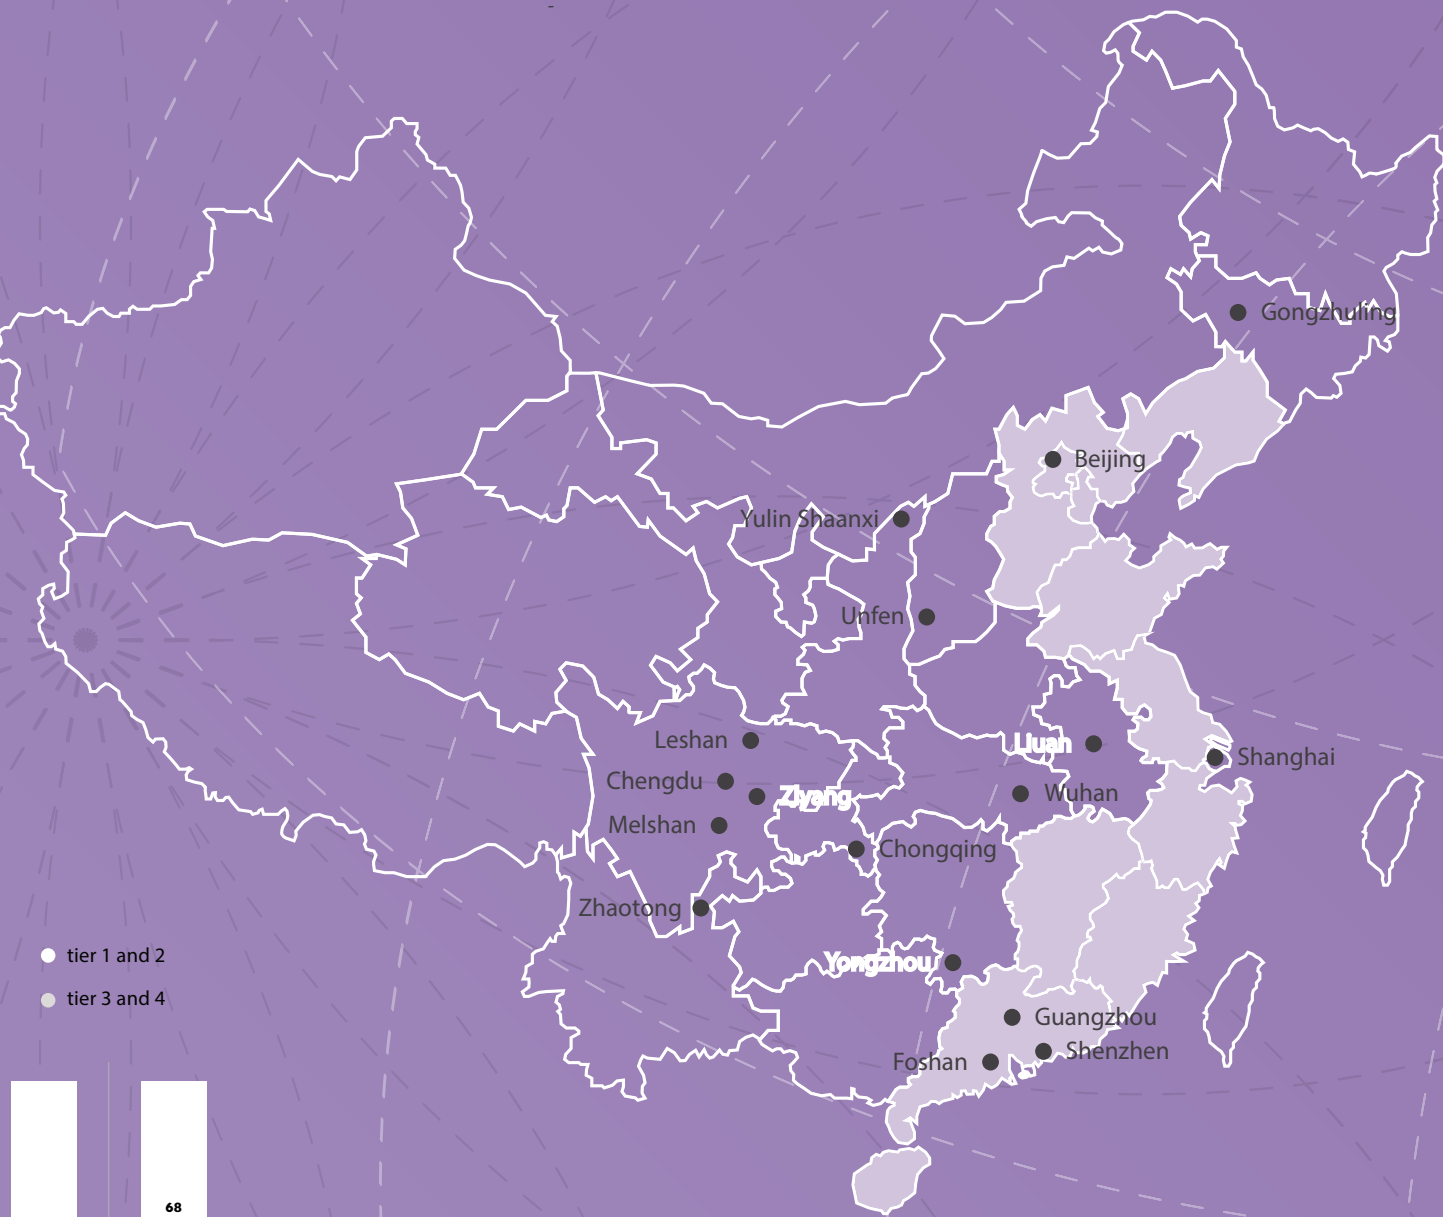 Gongzhuling
Beijing
Yulin Shaanxi
Unfen
Leshan
Liuan
Shanghai
Chengdu
Ziyang
Wuhan
Melshan
Chongqing
Zhaotong
tier 1 and 2
Yongzhou
tier 3 and 4
Guangzhou
Shenzhen
Foshan
68